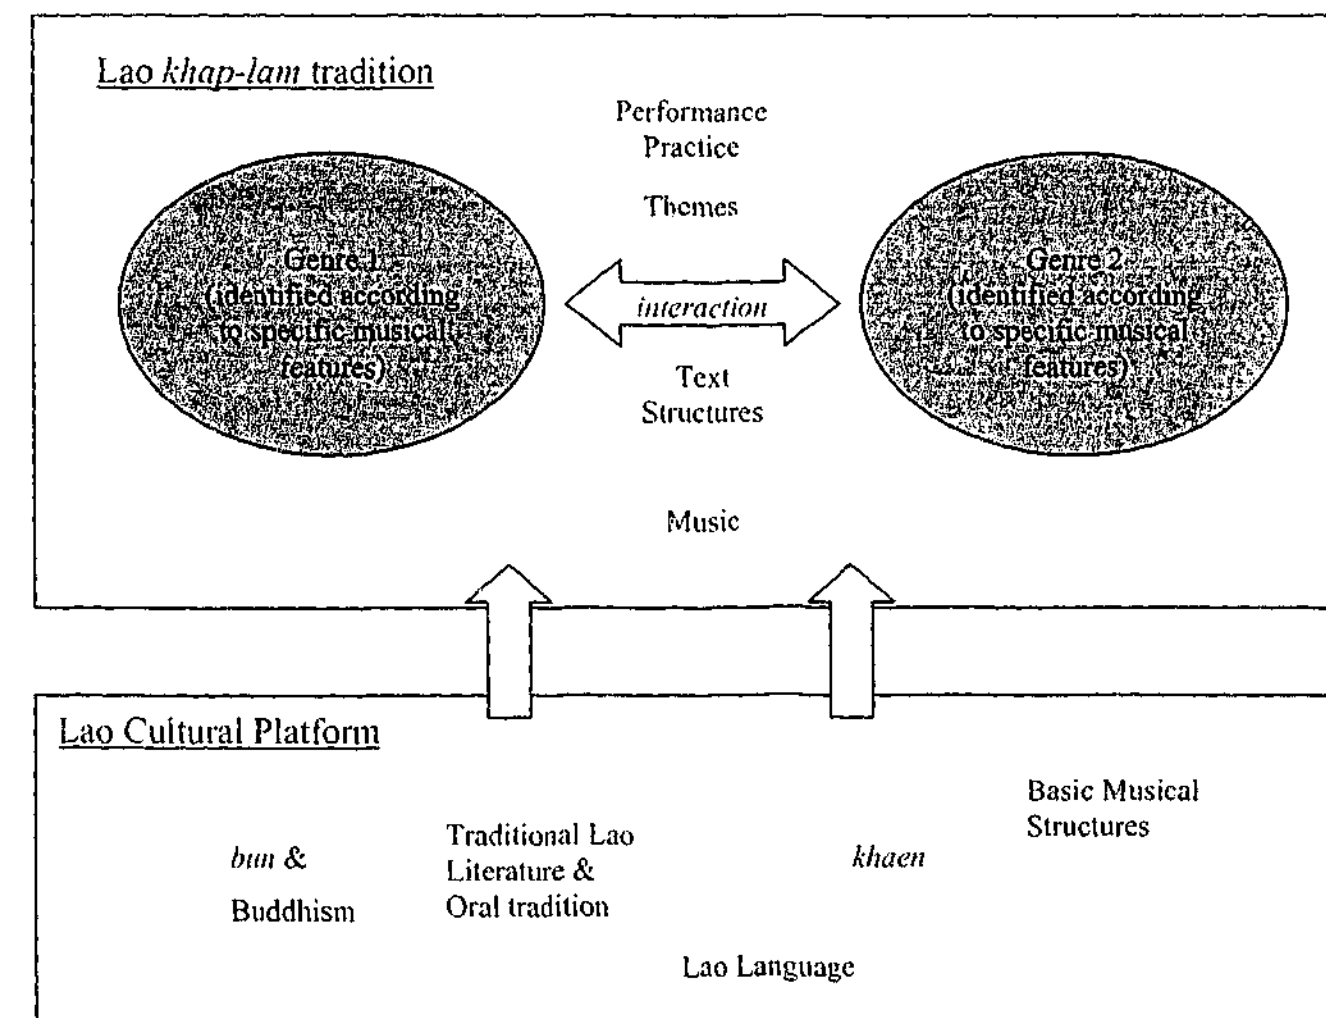 Lao khap-lam tradition
Performance
Practice
Themes
Genre 1
(identified according
to specific musical
features)
interaction
Genre 2
(identified according
to specific musical
features)
Text
Structures
Music
Lao Cultural Platform
bun &
Buddhism
Traditional Lao
Literature &
Oral tradition
khaen
Basic Musical
Structures
Lao Language